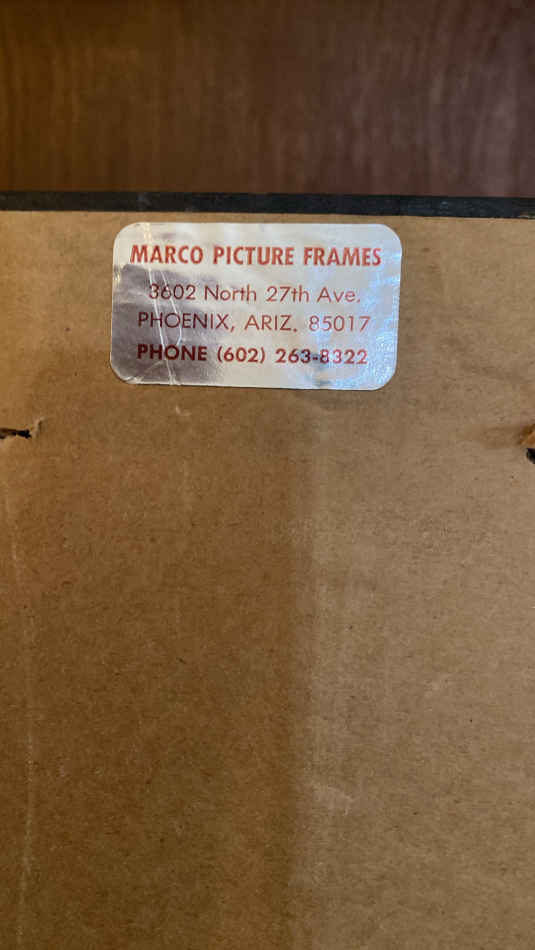 MARCO PICTURE FRAMES
3602 North 27th Ave.
PHOENIX, ARIZ. 85017
PHONE (602) 263-8322